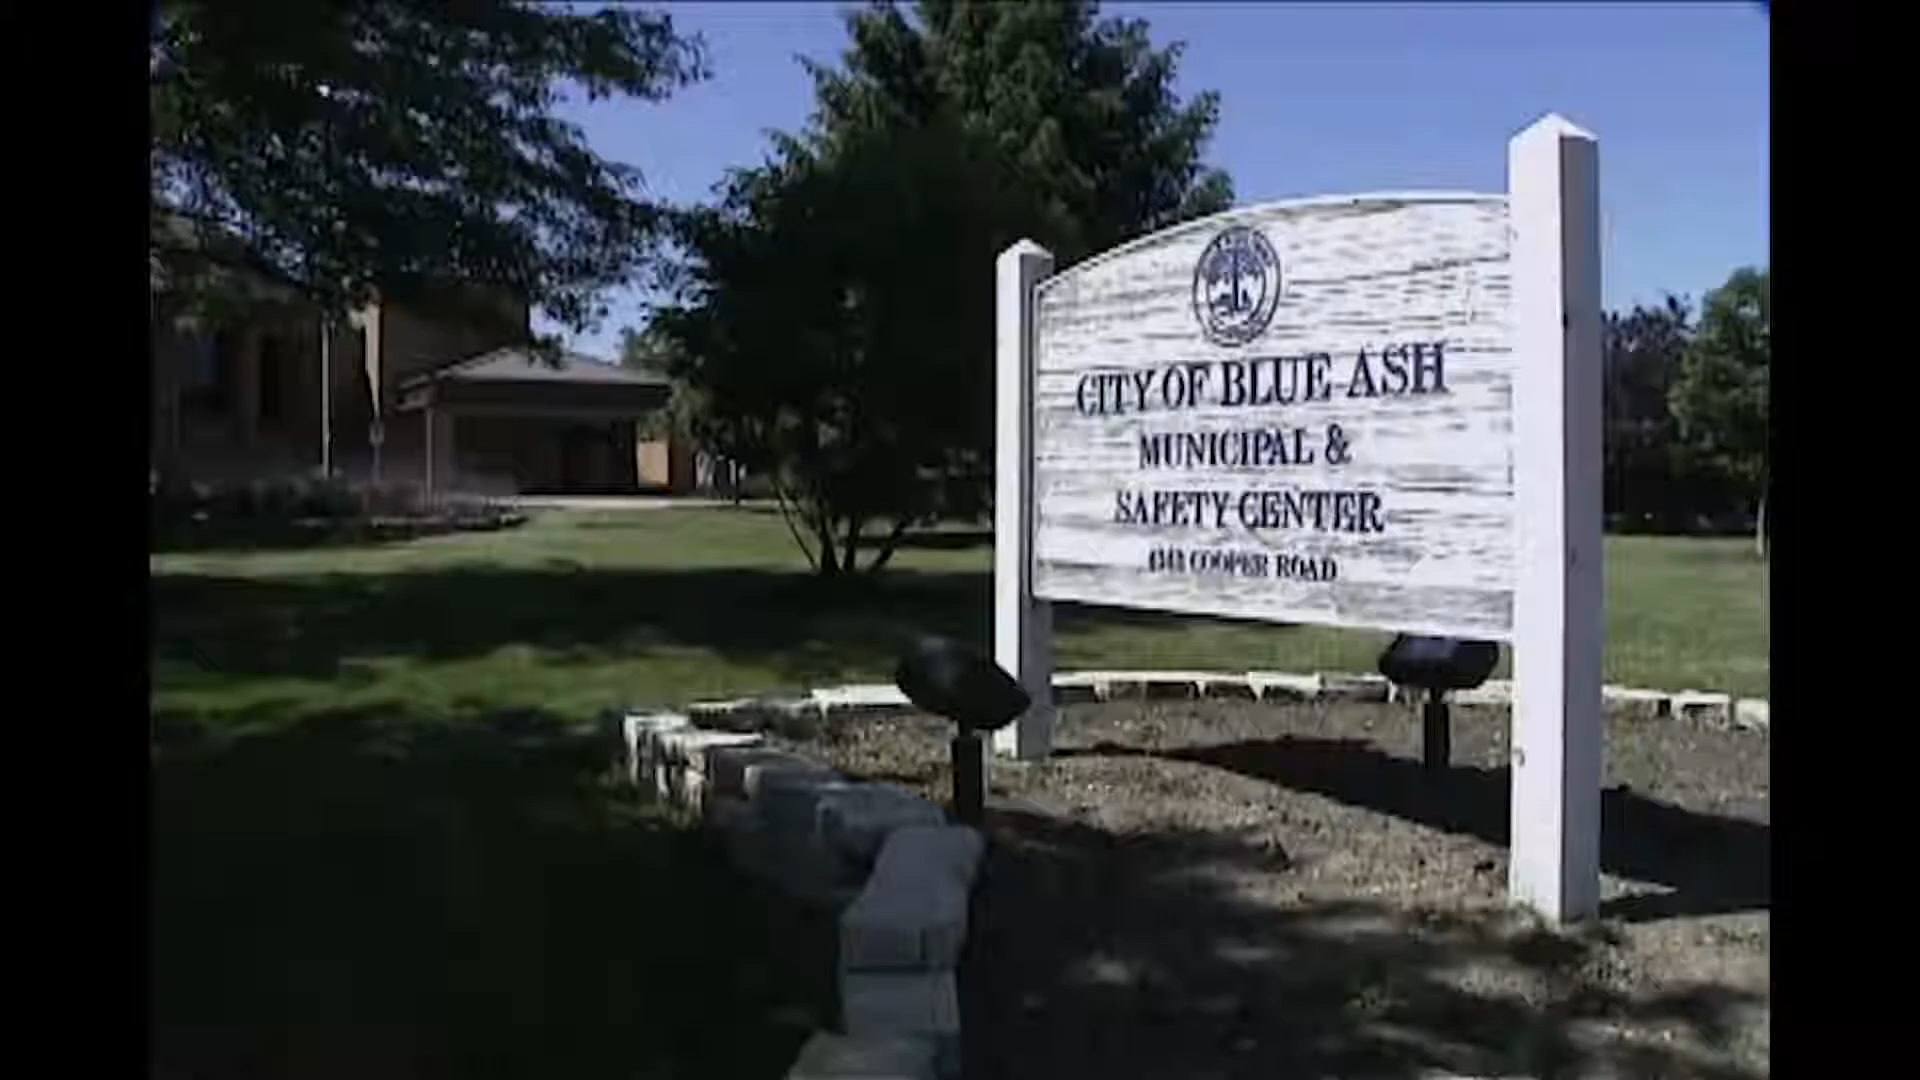 CITY OF BLUE ASH
MUNICIPAL &
SAFETY CENTER
COOPER ROAD